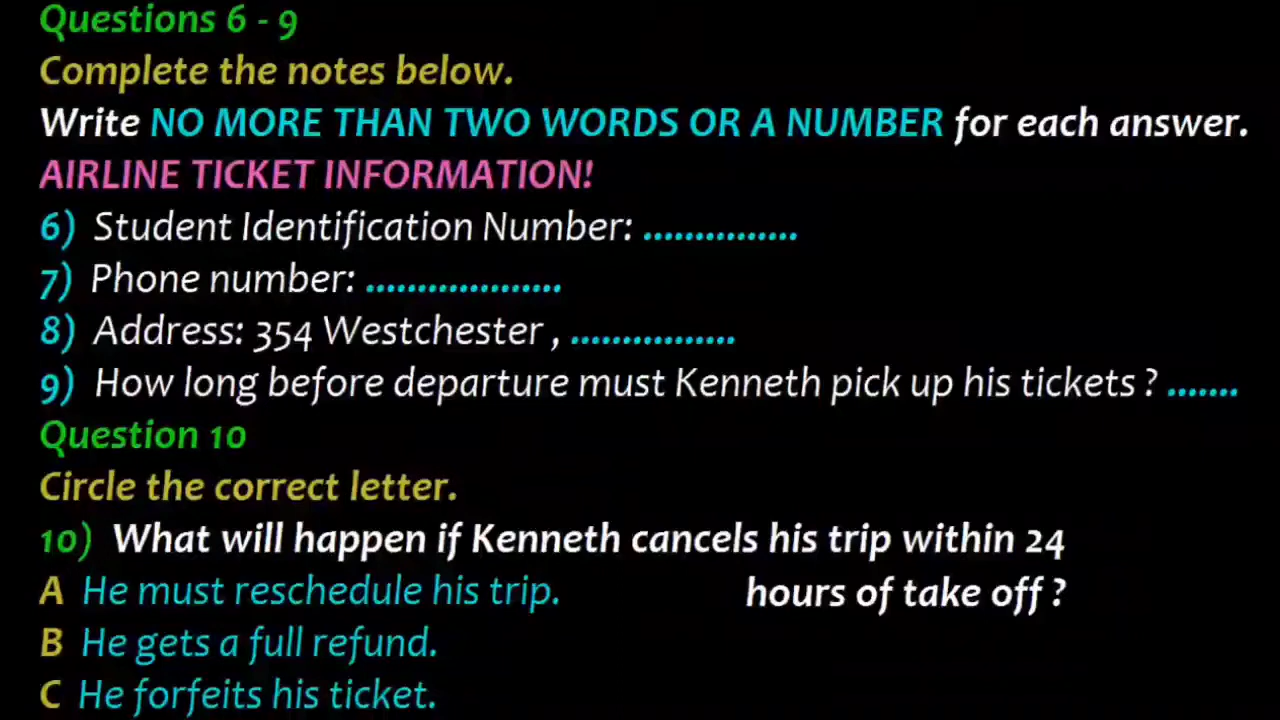 Questions 6 - 9
Complete the notes below.
Write NO MORE THAN TWO WORDS OR A NUMBER for each answer.
AIRLINE TICKET INFORMATION!
6) Student Identification Number: ...............
7) Phone number: ...................
8) Address: 354 Westchester , ................
9) How long before departure must Kenneth pick up his tickets ? .......
Question 10
Circle the correct letter.
10) What will happen if Kenneth cancels his trip within 24
hours of take off ?
A He must reschedule his trip.
B He gets a full refund.
C He forfeits his ticket.